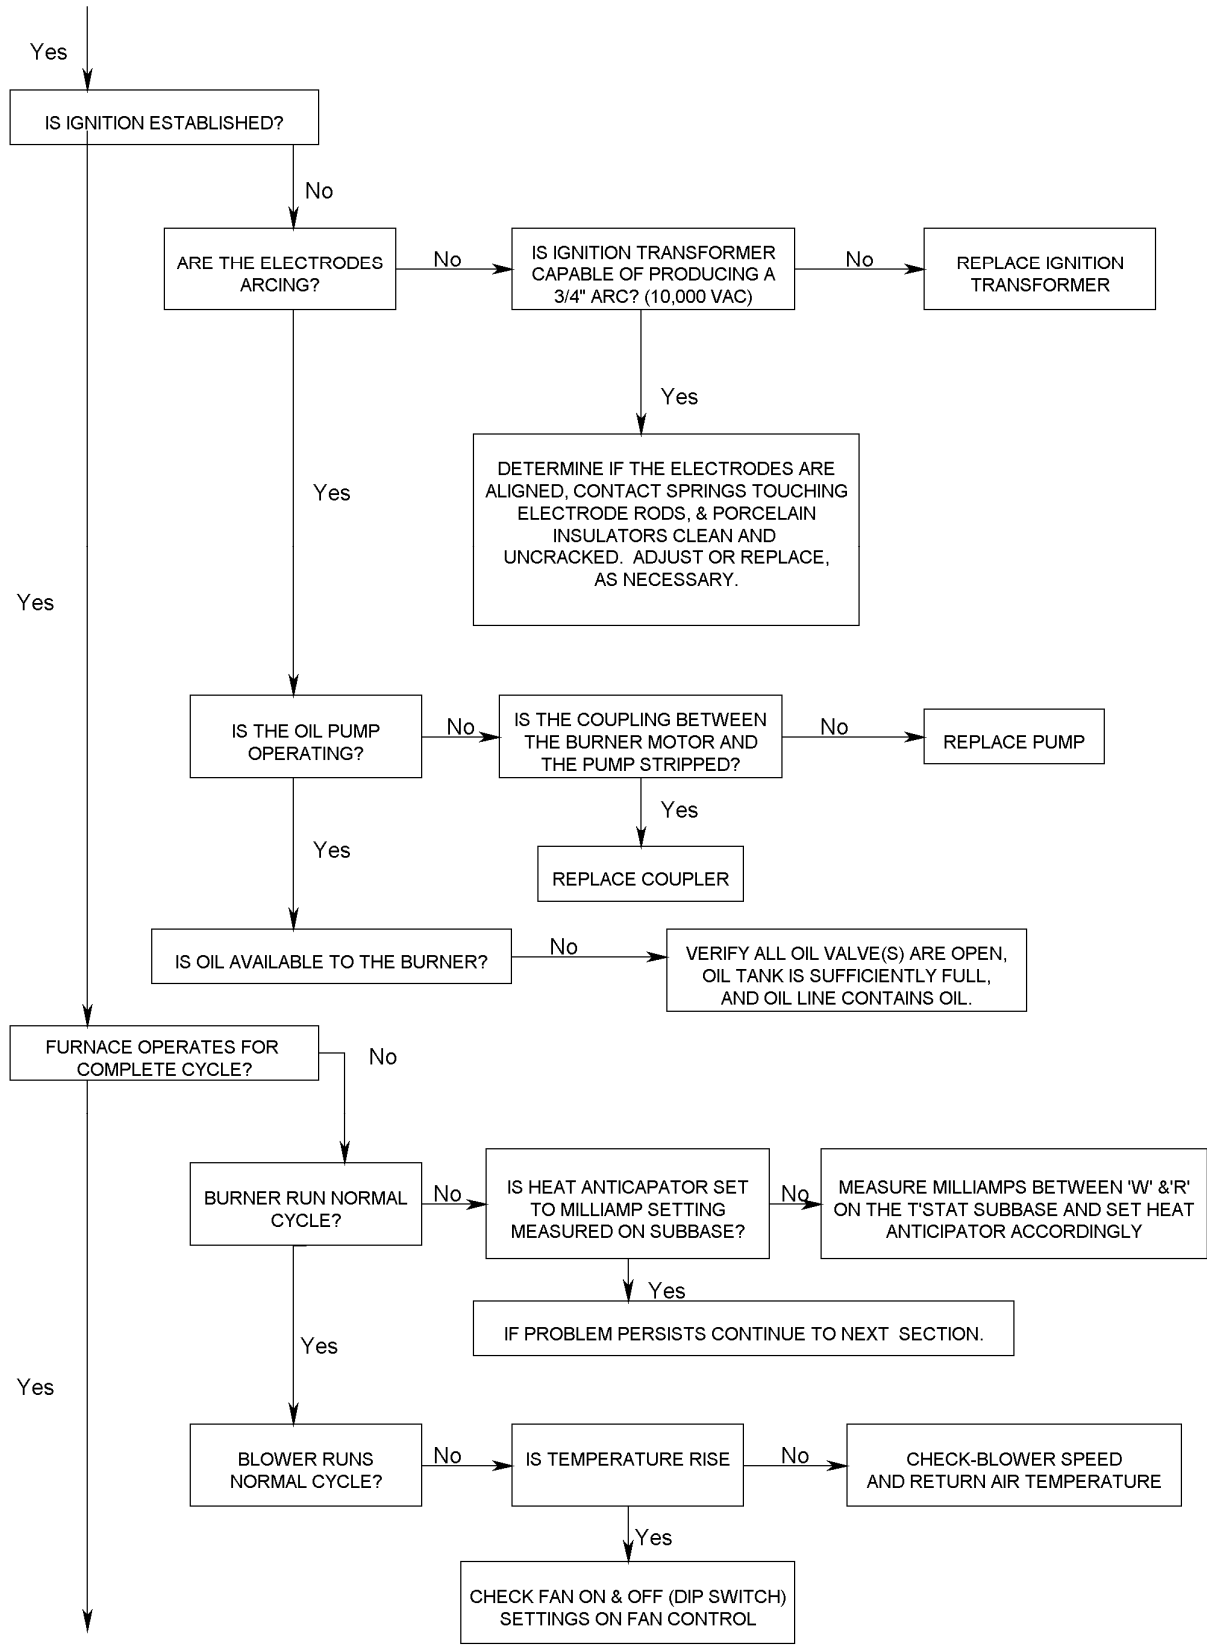 Yes
IS IGNITION ESTABLISHED?
No
ARE THE ELECTRODES
ARCING?
No
IS IGNITION TRANSFORMER
CAPABLE OF PRODUCING A
3/4" ARC? (10,000 VAC)
No
REPLACE IGNITION
TRANSFORMER
Yes
DETERMINE IF THE ELECTRODES ARE
ALIGNED, CONTACT SPRINGS TOUCHING
ELECTRODE RODS, & PORCELAIN
INSULATORS CLEAN AND
UNCRACKED.  ADJUST OR REPLACE,
AS NECESSARY.
Yes
Yes
IS THE OIL PUMP
OPERATING?
No
IS THE COUPLING BETWEEN
THE BURNER MOTOR AND
THE PUMP STRIPPED?
No
REPLACE PUMP
Yes
REPLACE COUPLER
Yes
IS OIL AVAILABLE TO THE BURNER?
No
VERIFY ALL OIL VALVE(S) ARE OPEN,
OIL TANK IS SUFFICIENTLY FULL,
AND OIL LINE CONTAINS OIL.
FURNACE OPERATES FOR
COMPLETE CYCLE?
No
BURNER RUN NORMAL
CYCLE?
No
IS HEAT ANTICAPATOR SET
TO MILLIAMP SETTING
MEASURED ON SUBBASE?
No
MEASURE MILLIAMPS BETWEEN 'W' &'R'
ON THE T'STAT SUBBASE AND SET HEAT
ANTICIPATOR ACCORDINGLY
Yes
IF PROBLEM PERSISTS CONTINUE TO NEXT  SECTION.
Yes
Yes
BLOWER RUNS
NORMAL CYCLE?
No
IS TEMPERATURE RISE
No
CHECK-BLOWER SPEED
AND RETURN AIR TEMPERATURE
Yes
CHECK FAN ON & OFF (DIP SWITCH)
SETTINGS ON FAN CONTROL